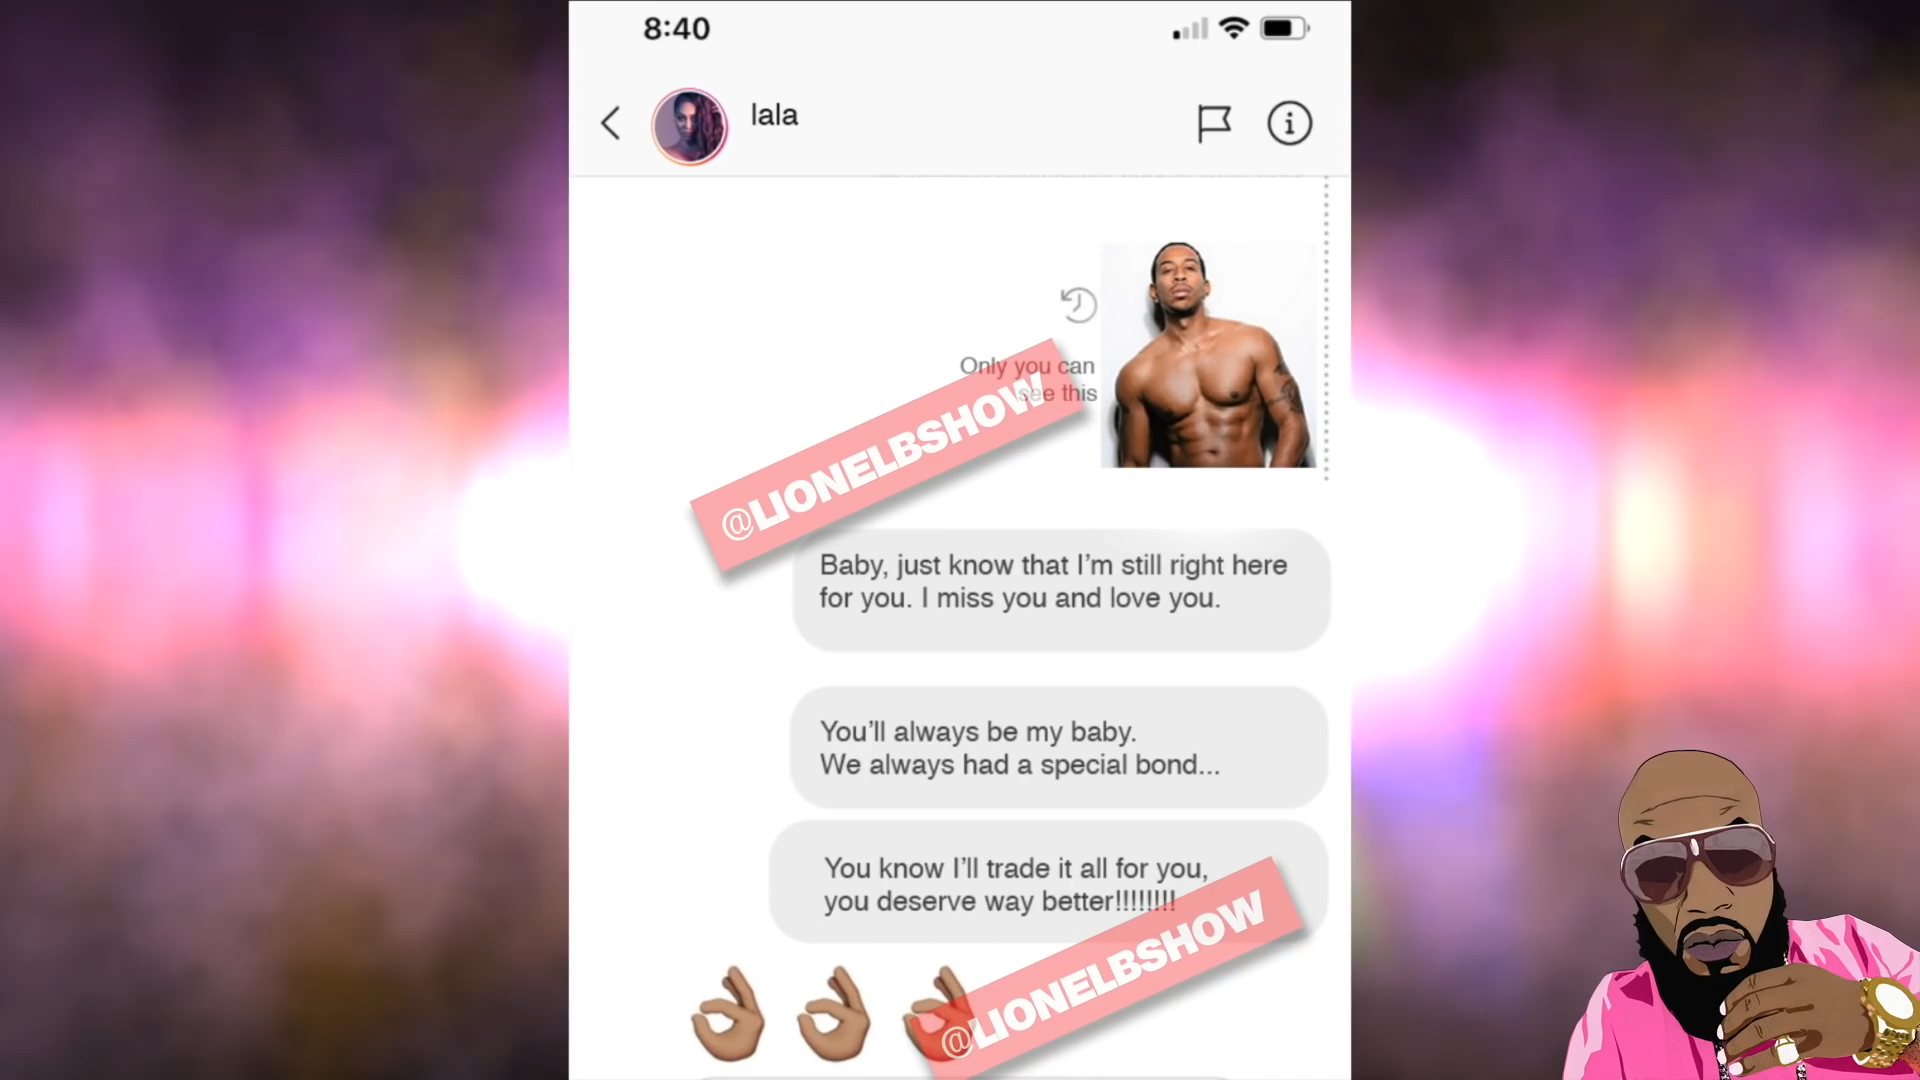 8:40
lala
Only you can
see this
@LIONELBSHOW
Baby, just know that I’m still right here
for you. I miss you and love you.
You’ll always be my baby.
We always had a special bond...
You know I’ll trade it all for you,
you deserve way better!!!!!!!!
@LIONELBSHOW